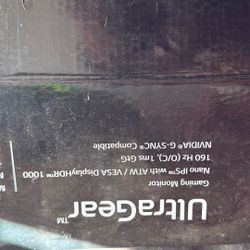 UltraGear™
Gaming Monitor
Nano IPS™ with ATW / VESA DisplayHDR™ 1000
160 Hz (O/C), 1ms GtG
NVIDIA® G-SYNC® Compatible